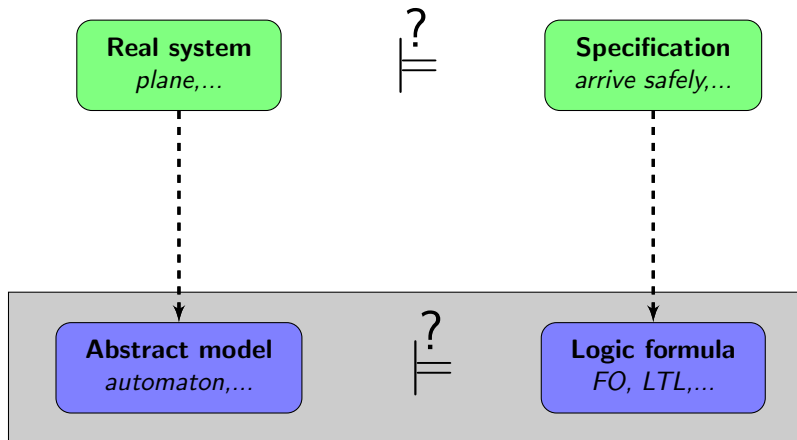 Real system
plane,...
?
⊨
Specification
arrive safely,...
Abstract model
automaton,...
?
⊨
Logic formula
FO, LTL,...